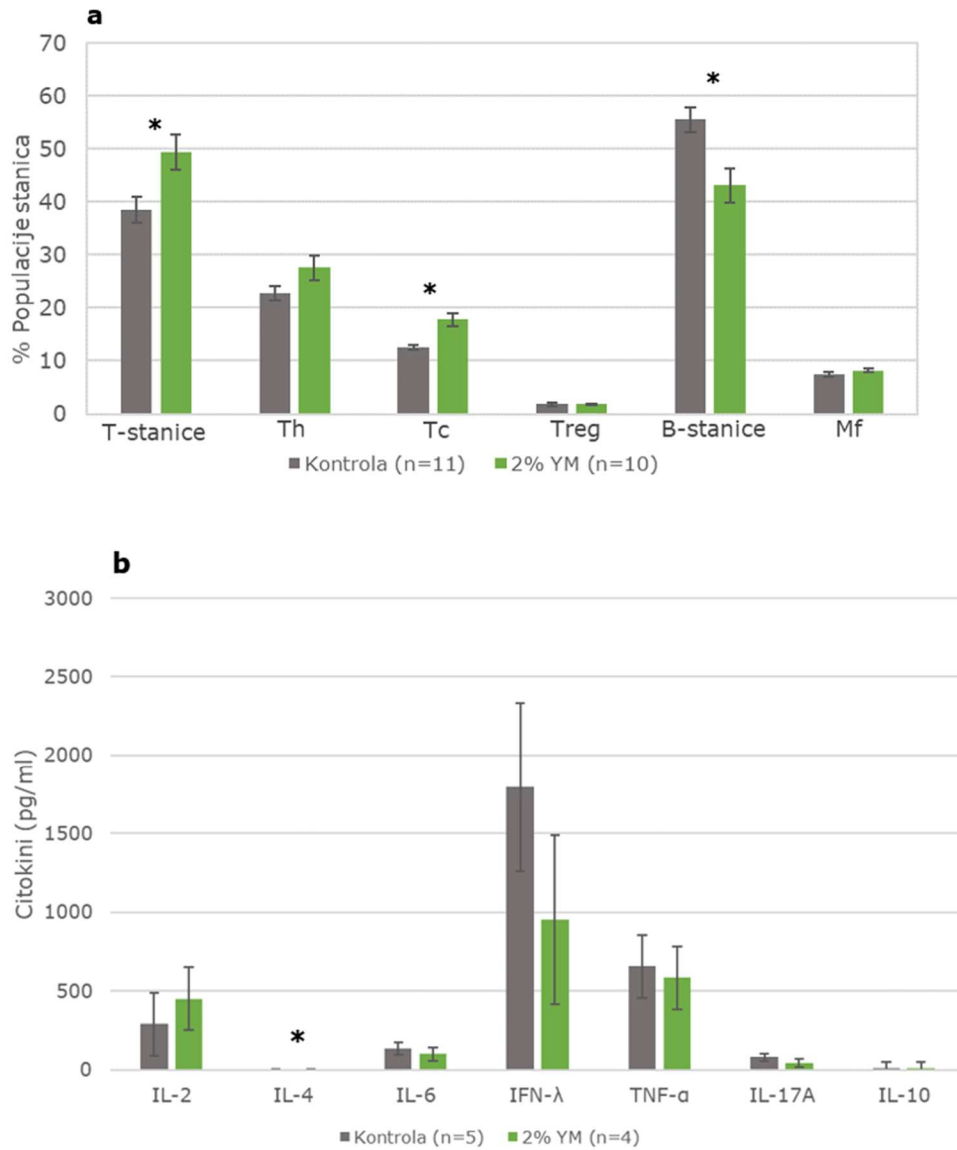 a
70
60
50
40
30
20
10
0
% Populacije stanica
*
*
*
T-stanice Th Tc Treg B-stanice Mf
Kontrola (n=11) 2% YM (n=10)
b
3000
2500
2000
1500
1000
500
0
Citokini (pg/ml)
*
IL-2 IL-4 IL-6 IFN-λ TNF-α IL-17A IL-10
Kontrola (n=5) 2% YM (n=4)